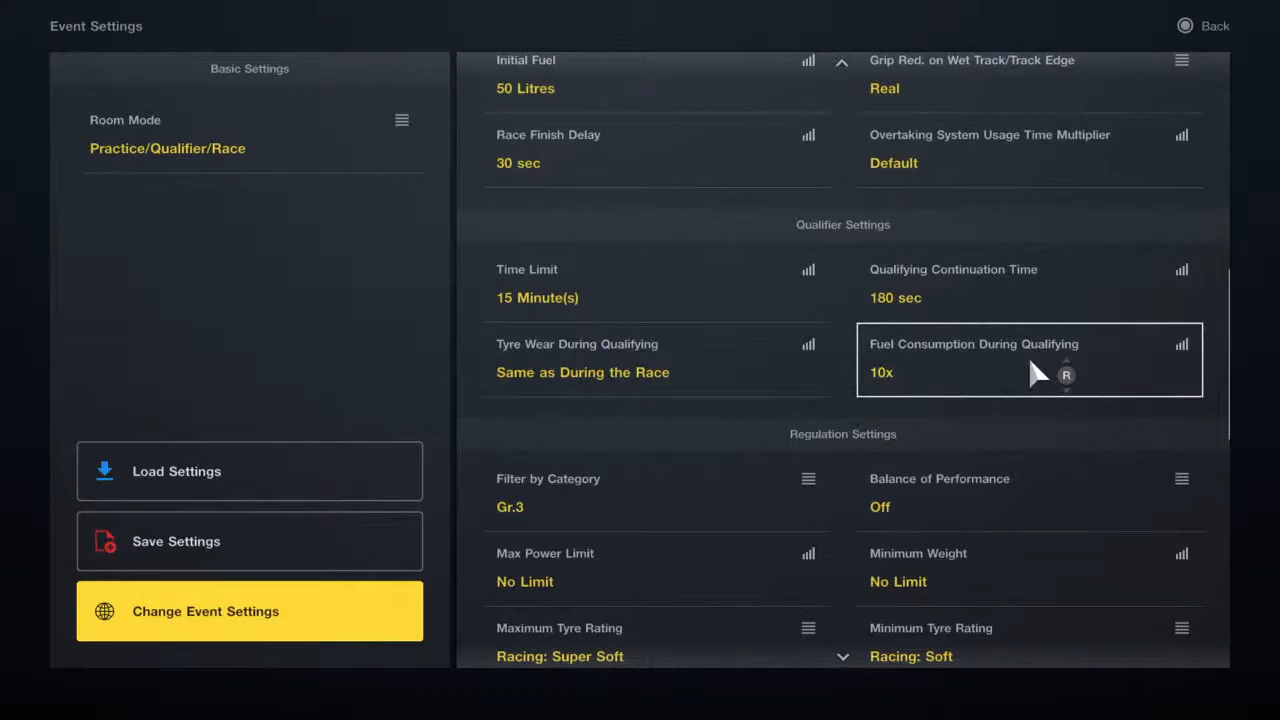 Event Settings
Back
Basic Settings
Room Mode
Practice/Qualifier/Race
Load Settings
Save Settings
Change Event Settings
Initial Fuel
50 Litres
Grip Red. on Wet Track/Track Edge
Real
Race Finish Delay
30 sec
Overtaking System Usage Time Multiplier
Default
Qualifier Settings
Time Limit
15 Minute(s)
Qualifying Continuation Time
180 sec
Tyre Wear During Qualifying
Same as During the Race
Fuel Consumption During Qualifying
10x
R
Regulation Settings
Filter by Category
Gr.3
Balance of Performance
Off
Max Power Limit
No Limit
Minimum Weight
No Limit
Maximum Tyre Rating
Racing: Super Soft
Minimum Tyre Rating
Racing: Soft